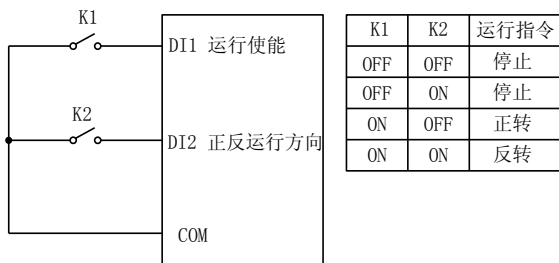 K1
DI1 运行使能
K2
DI2 正反运行方向
COM
K1 K2 运行指令
OFF OFF 停止
OFF ON 停止
ON OFF 正转
ON ON 反转